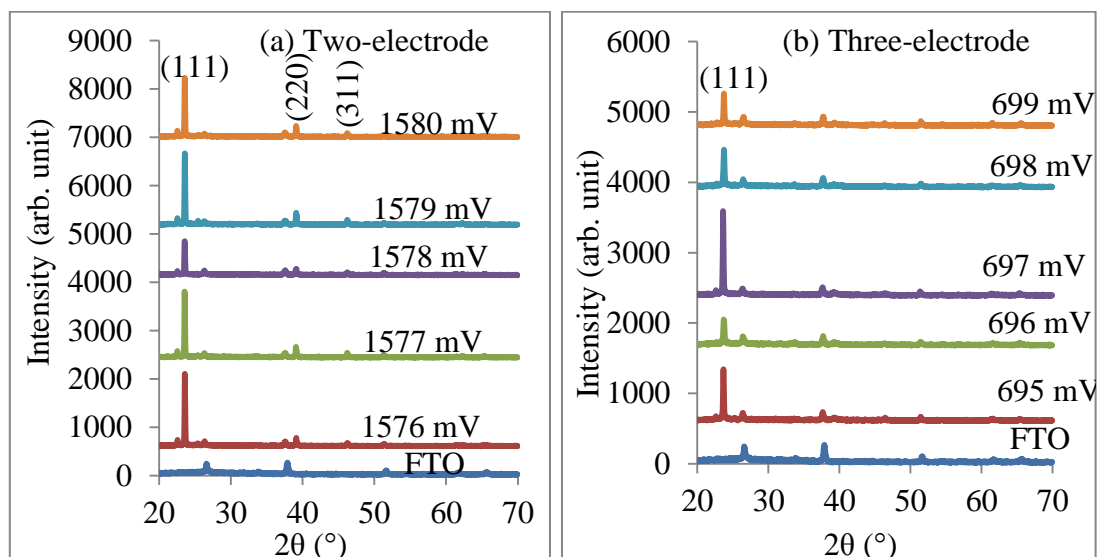 (a) Two-electrode
Intensity (arb. unit)
9000
8000
7000
6000
5000
4000
3000
2000
1000
0
(111)
(220)
(311)
1580 mV
1579 mV
1578 mV
1577 mV
1576 mV
FTO
20 30 40 50 60 70
2θ (°)
(b) Three-electrode
Intensity (arb. unit)
6000
5000
4000
3000
2000
1000
0
(111)
699 mV
698 mV
697 mV
696 mV
695 mV
FTO
20 30 40 50 60 70
2θ (°)